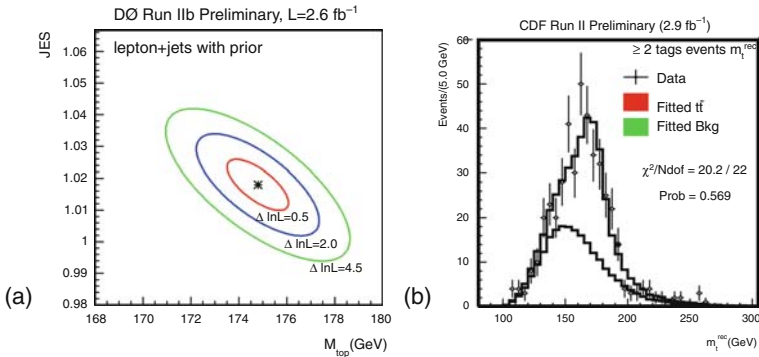 DØ Run IIb Preliminary, L=2.6 fb⁻¹
JES
1.06
1.05
1.04
1.03
1.02
1.01
1
0.99
0.98
lepton+jets with prior
Δ lnL=0.5
Δ lnL=2.0
Δ lnL=4.5
168 170 172 174 176 178 180
M_top(GeV)
(a)
CDF Run II Preliminary (2.9 fb⁻¹)
Events/(5.0 GeV)
60
50
40
30
20
10
0
≥ 2 tags events m_t^rec
Data
Fitted tt̄
Fitted Bkg
χ²/Ndof = 20.2 / 22
Prob = 0.569
100 150 200 250 300
m_t^rec(GeV)
(b)